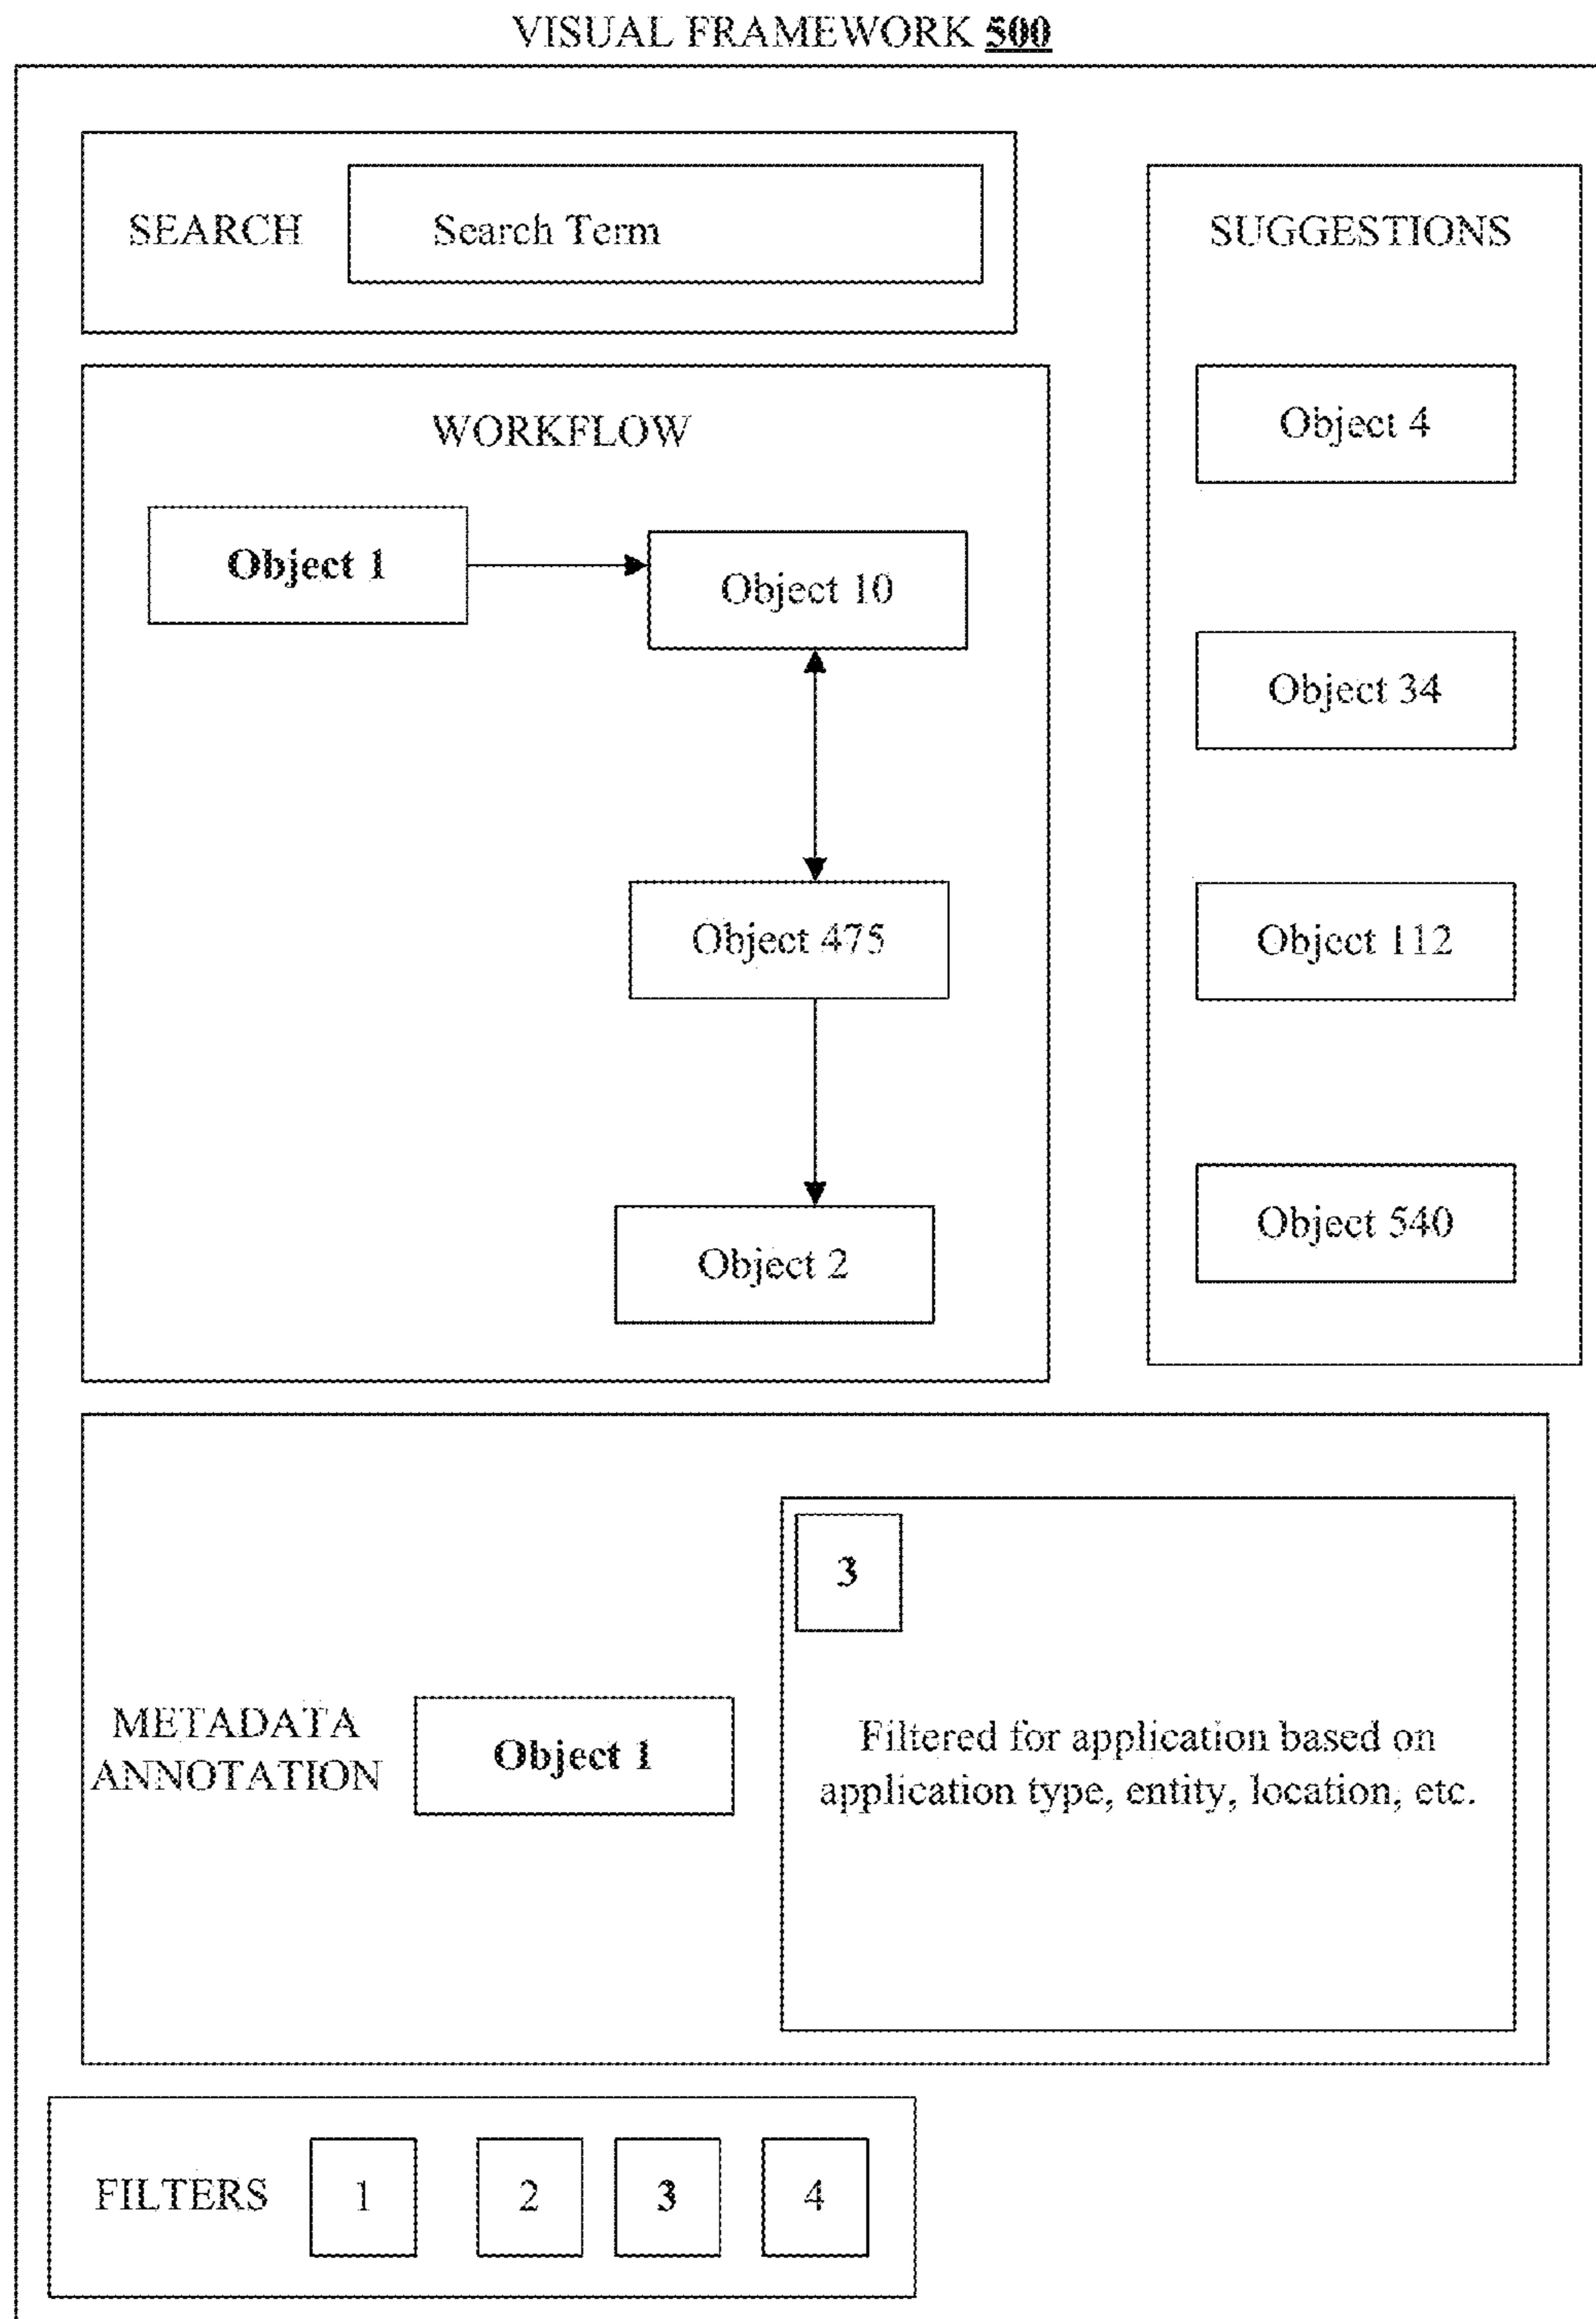 VISUAL FRAMEWORK 500
SEARCH
Search Term
SUGGESTIONS
Object 4
Object 34
Object 112
Object 540
WORKFLOW
Object 1
Object 10
Object 475
Object 2
METADATA
ANNOTATION
Object 1
3
Filtered for application based on
application type, entity, location, etc.
FILTERS
1
2
3
4